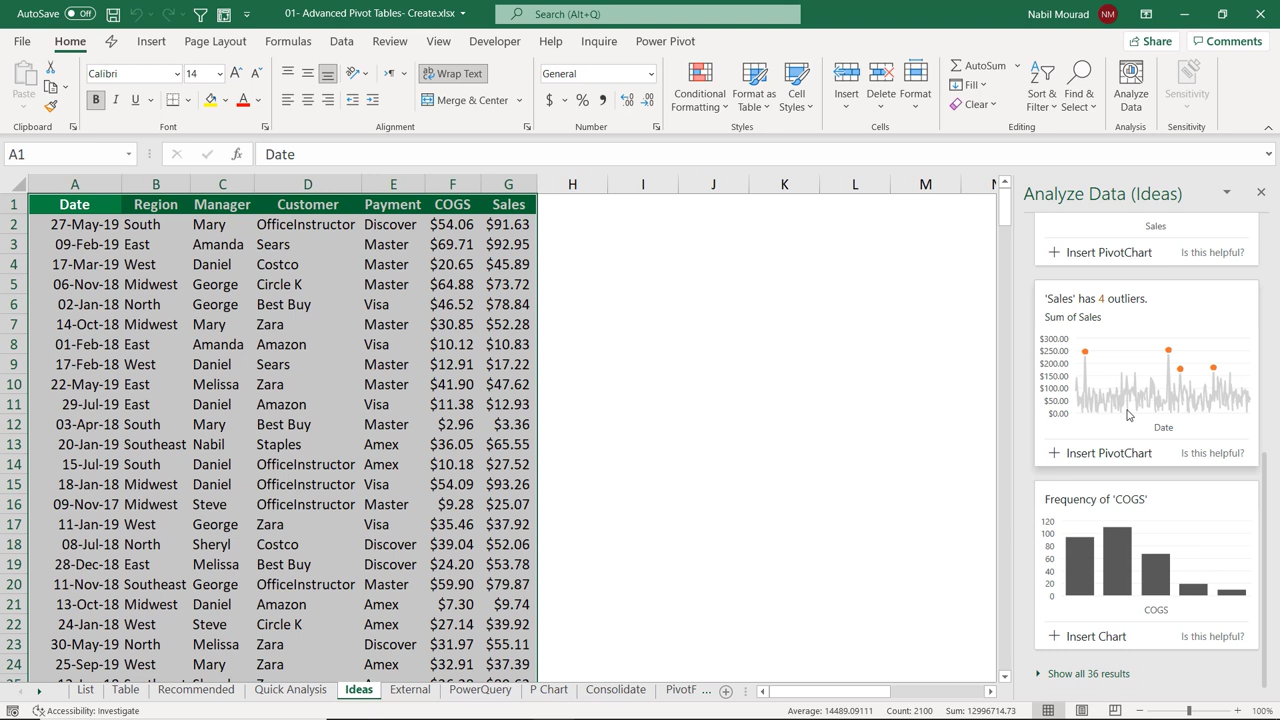 AutoSave Off 01- Advanced Pivot Tables- Create.xlsx Search (Alt+Q) Nabil Mourad NM
File Home Insert Page Layout Formulas Data Review View Developer Help Inquire Power Pivot Share Comments
Paste Calibri 14 Wrap Text General Conditional Formatting Format as Table Cell Styles Insert Delete Format AutoSum Sort & Filter Find & Select Analyze Data Sensitivity
B I U A Merge & Center $ % 9 Fill Clear
Clipboard Font Alignment Number Styles Cells Editing Analysis Sensitivity
A1 fx Date
A B C D E F G H I J K L M
1 Date Region Manager Customer Payment COGS Sales
2 27-May-19 South Mary OfficeInstructor Discover $54.06 $91.63
3 09-Feb-19 East Amanda Sears Master $69.71 $92.95
4 17-Mar-19 West Daniel Costco Master $20.65 $45.89
5 06-Nov-18 Midwest George Circle K Master $64.88 $73.72
6 02-Jan-18 North George Best Buy Visa $46.52 $78.84
7 14-Oct-18 Midwest Mary Zara Master $30.85 $52.28
8 01-Feb-18 East Amanda Amazon Visa $10.12 $10.83
9 17-Feb-18 West Daniel Sears Master $12.91 $17.22
10 22-May-19 East Melissa Zara Master $41.90 $47.62
11 29-Jul-19 East Daniel Amazon Visa $11.38 $12.93
12 03-Apr-18 South Mary Best Buy Master $2.96 $3.36
13 20-Jan-19 Southeast Nabil Staples Amex $36.05 $65.55
14 15-Jul-19 South Daniel OfficeInstructor Amex $10.18 $27.52
15 18-Jan-18 Midwest Daniel OfficeInstructor Visa $54.09 $93.26
16 09-Nov-17 Midwest Steve OfficeInstructor Master $9.28 $25.07
17 11-Jan-19 West George Zara Visa $35.46 $37.92
18 08-Jul-18 North Sheryl Costco Discover $39.04 $52.06
19 28-Dec-18 East Melissa Best Buy Discover $24.20 $53.78
20 11-Nov-18 Southeast George OfficeInstructor Master $59.90 $79.87
21 13-Oct-18 Midwest Daniel Amazon Amex $7.30 $9.74
22 24-Jan-18 West Steve Circle K Amex $27.14 $39.92
23 30-May-19 North Melissa Zara Discover $31.97 $55.11
24 25-Sep-19 West Mary Zara Amex $32.91 $37.39
Analyze Data (Ideas)
Sales
Insert PivotChart Is this helpful?
'Sales' has 4 outliers.
Sum of Sales
$300.00
$250.00
$200.00
$150.00
$100.00
$50.00
$0.00
Date
Insert PivotChart Is this helpful?
Frequency of 'COGS'
120
100
80
60
40
20
0
COGS
Insert Chart Is this helpful?
Show all 36 results
List Table Recommended Quick Analysis Ideas External PowerQuery P Chart Consolidate PivotF ...
Accessibility: Investigate Average: 14489.09111 Count: 2100 Sum: 12996714.73 100%